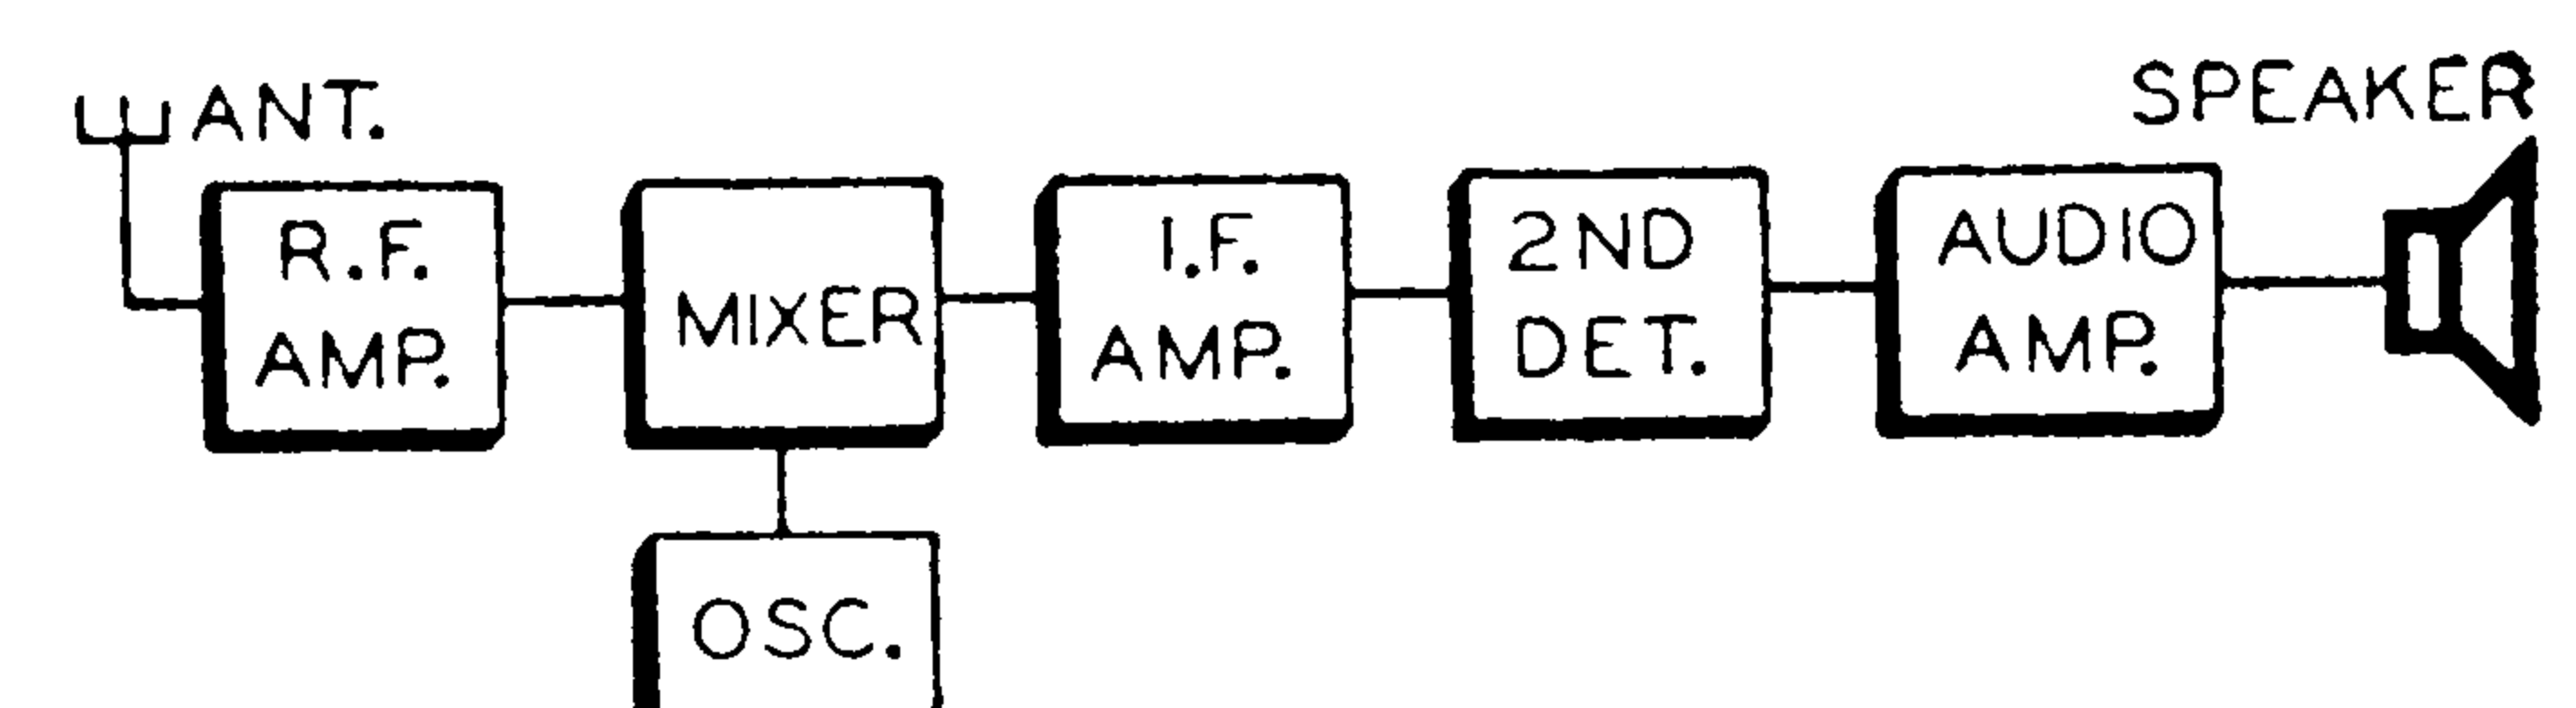 ANT.
SPEAKER
R.F.
AMP.
MIXER
I.F.
AMP.
2ND
DET.
AUDIO
AMP.
OSC.